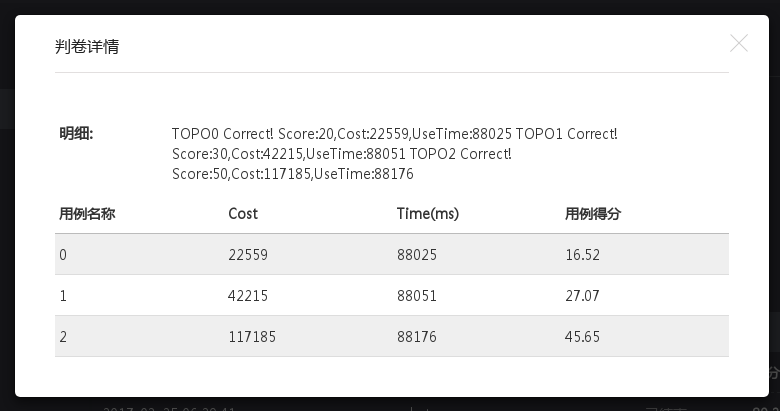 判卷详情
明细:
TOPO0 Correct! Score:20,Cost:22559,UseTime:88025 TOPO1 Correct!
Score:30,Cost:42215,UseTime:88051 TOPO2 Correct!
Score:50,Cost:117185,UseTime:88176
用例名称 Cost Time(ms) 用例得分
0 22559 88025 16.52
1 42215 88051 27.07
2 117185 88176 45.65